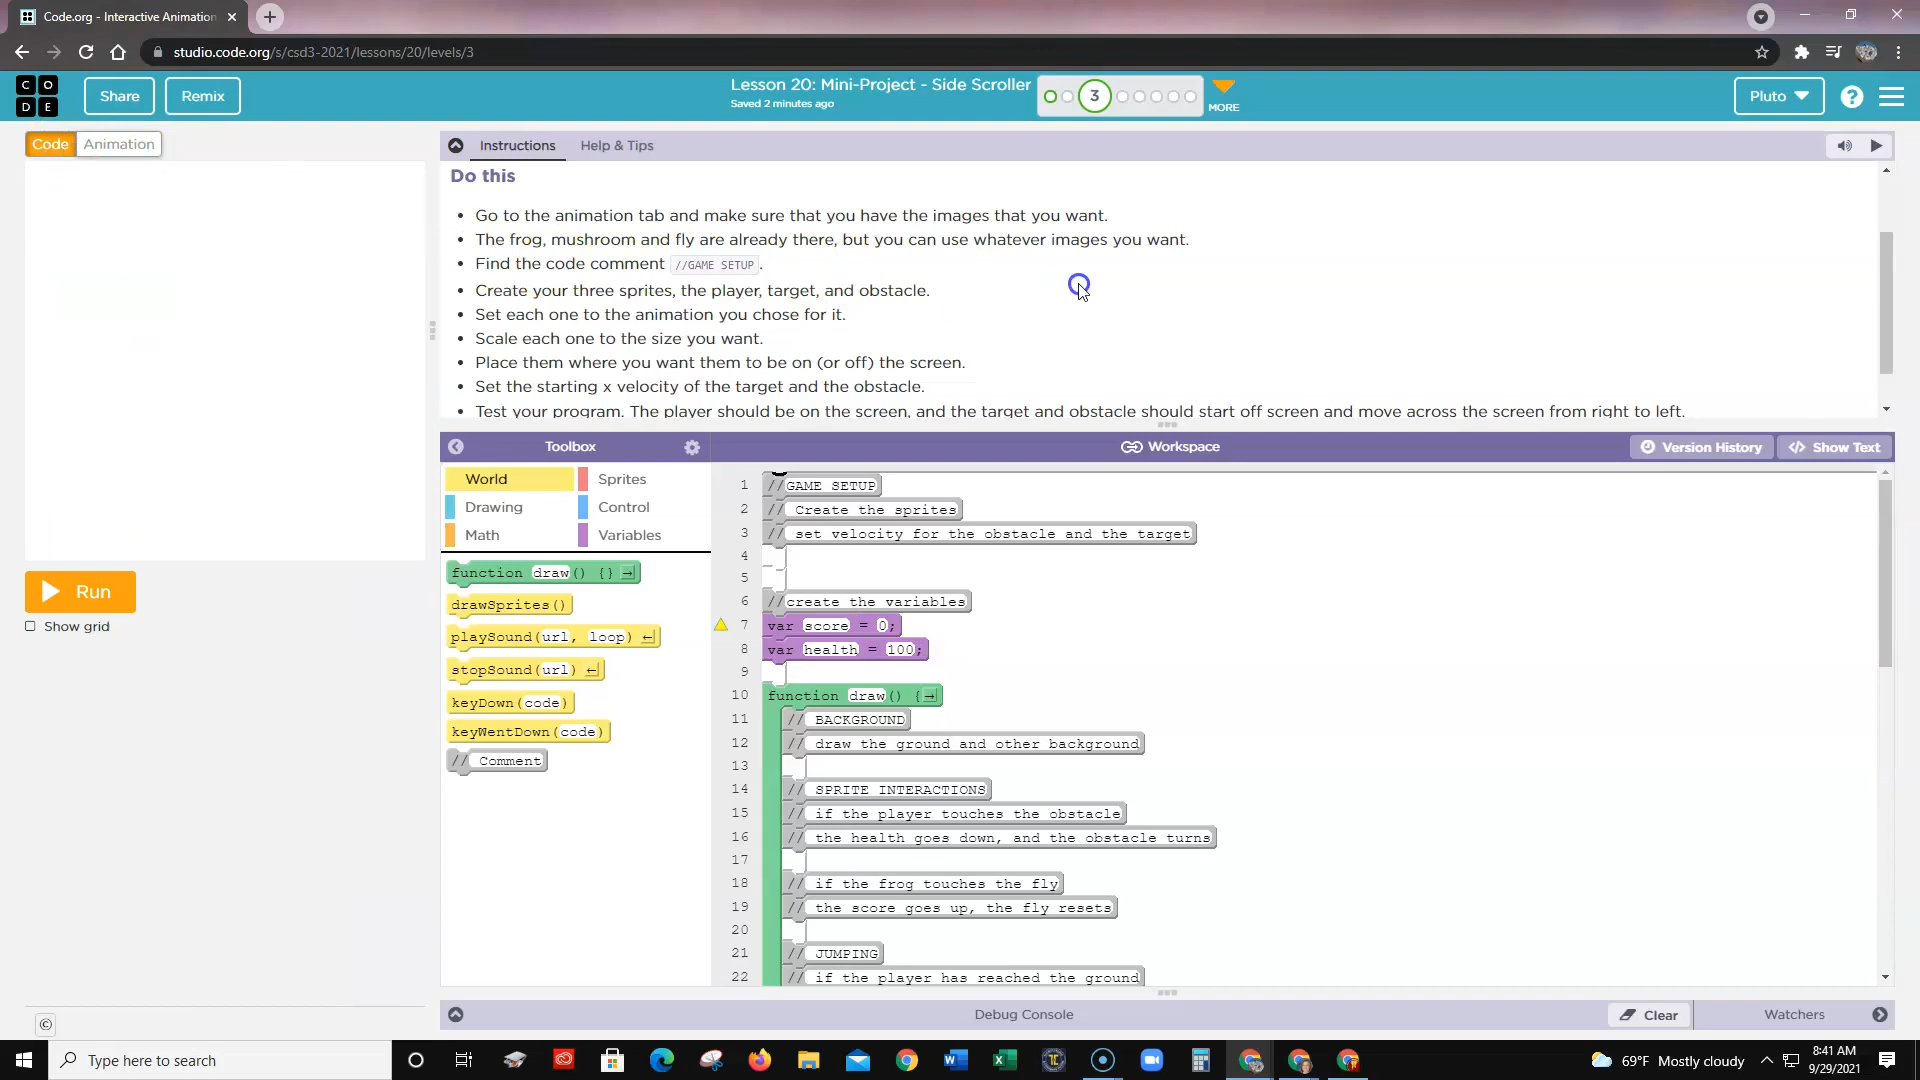 Code.org - Interactive Animation
studio.code.org/s/csd3-2021/lessons/20/levels/3
C O
D E
Share
Remix
Lesson 20: Mini-Project - Side Scroller
Saved 2 minutes ago
3
MORE
Pluto
?
Code
Animation
Instructions
Help & Tips
Do this
• Go to the animation tab and make sure that you have the images that you want.
• The frog, mushroom and fly are already there, but you can use whatever images you want.
• Find the code comment //GAME SETUP.
• Create your three sprites, the player, target, and obstacle.
• Set each one to the animation you chose for it.
• Scale each one to the size you want.
• Place them where you want them to be on (or off) the screen.
• Set the starting x velocity of the target and the obstacle.
• Test your program. The player should be on the screen, and the target and obstacle should start off screen and move across the screen from right to left.
Toolbox
Workspace
Version History
</> Show Text
World
Sprites
Drawing
Control
Math
Variables
function draw() {}
drawSprites()
playSound(url, loop)
stopSound(url)
keyDown(code)
keyWentDown(code)
// Comment
Run
Show grid
1 //GAME SETUP
2 // Create the sprites
3 // set velocity for the obstacle and the target
4
5
6 //create the variables
7 var score = 0;
8 var health = 100;
9
10 function draw() {
11 // BACKGROUND
12 // draw the ground and other background
13
14 // SPRITE INTERACTIONS
15 // if the player touches the obstacle
16 // the health goes down, and the obstacle turns
17
18 // if the frog touches the fly
19 // the score goes up, the fly resets
20
21 // JUMPING
22 // if the player has reached the ground
©
Debug Console
Clear
Watchers
Type here to search
69°F Mostly cloudy
8:41 AM
9/29/2021